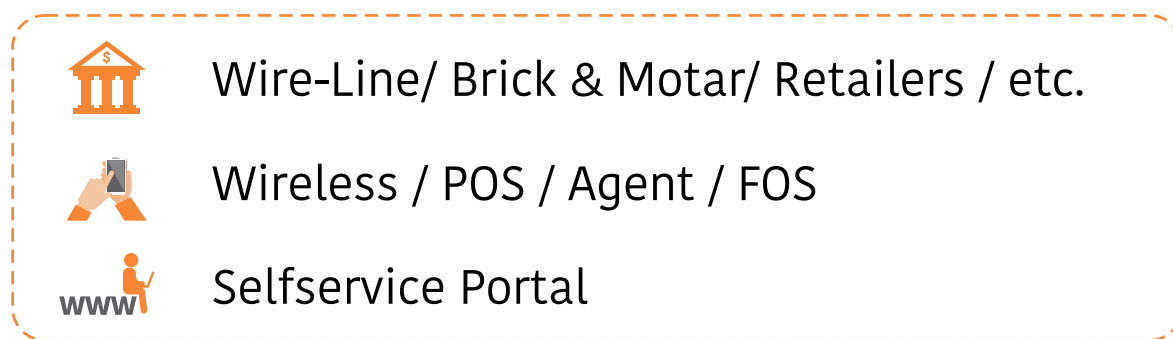 $
Wire-Line/ Brick & Motar/ Retailers / etc.
Wireless / POS / Agent / FOS
www
Selfservice Portal